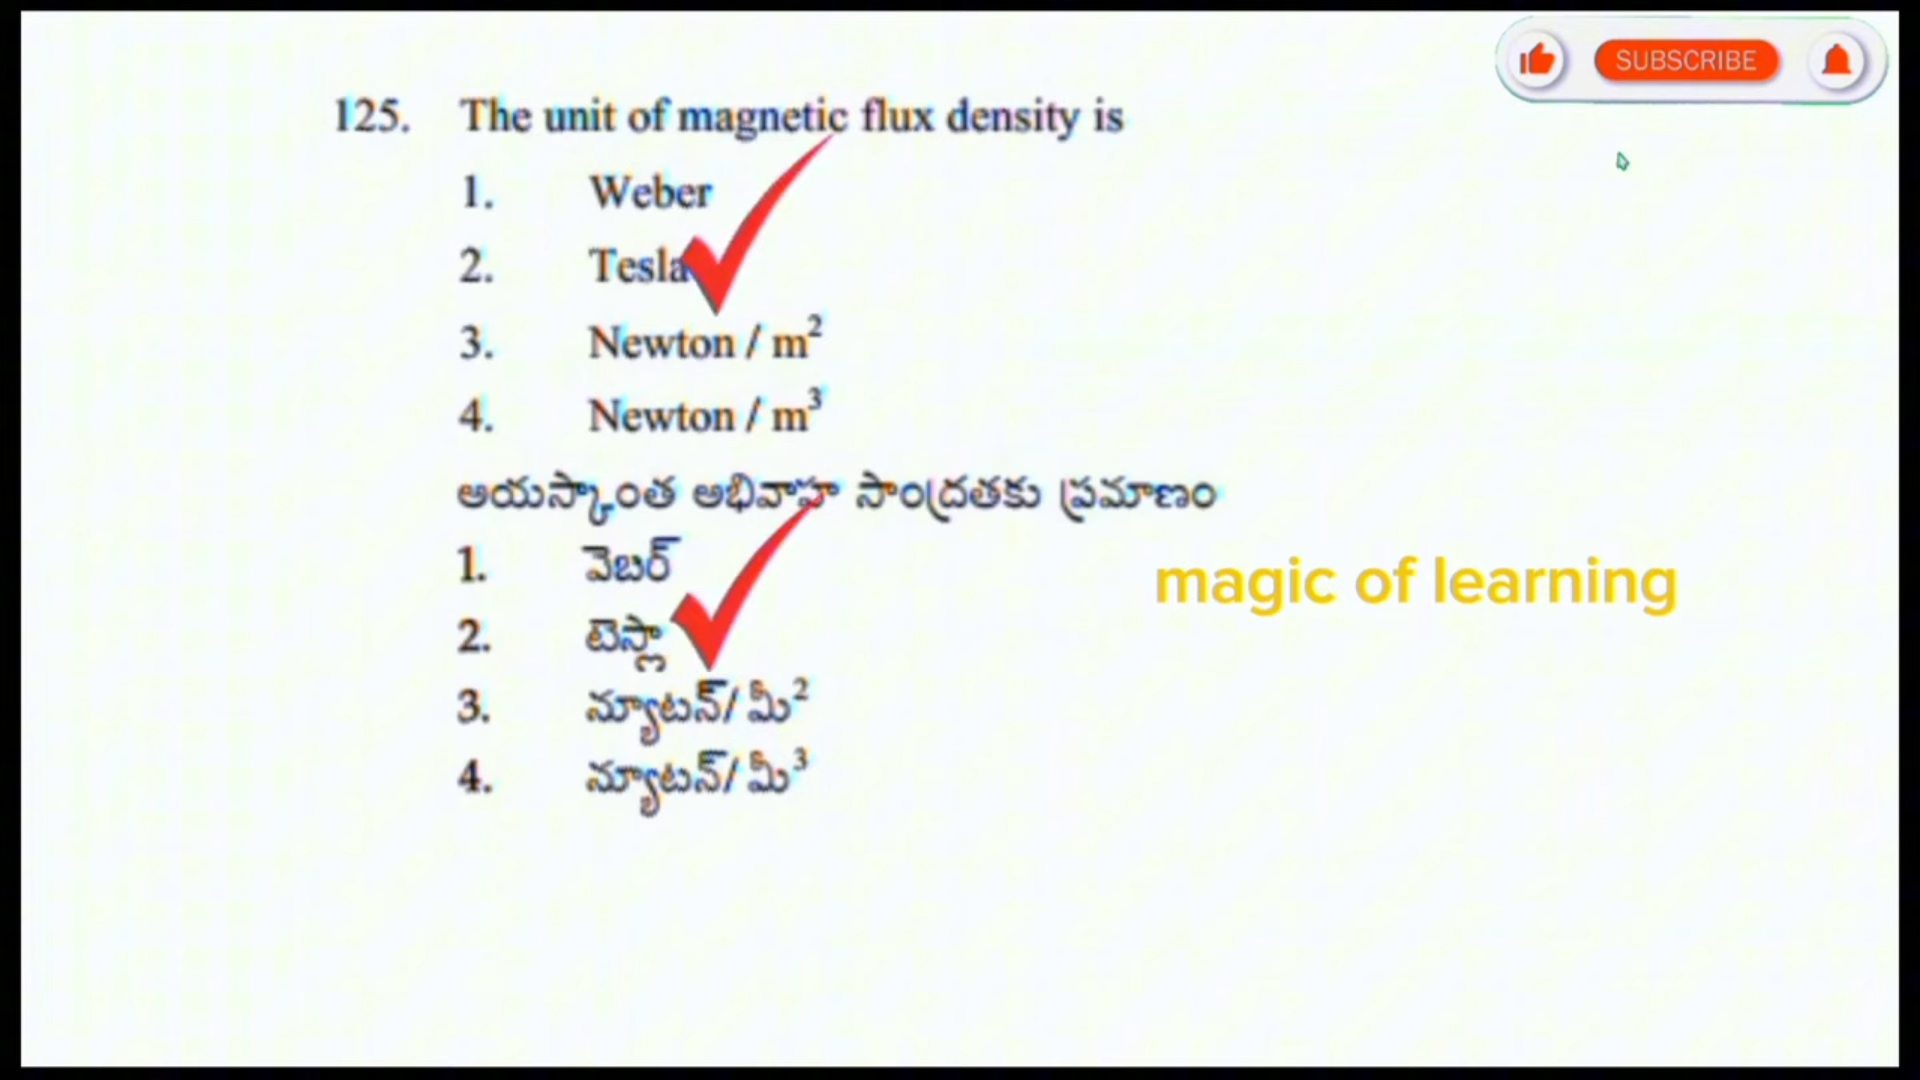 SUBSCRIBE
125. The unit of magnetic flux density is
1. Weber
2. Tesla
3. Newton / m²
4. Newton / m³
అయస్కాంత అభివాహ సాంద్రతకు ప్రమాణం
1. వెబర్
2. టెస్లా
3. న్యూటన్/ మీ²
4. న్యూటన్/ మీ³
magic of learning